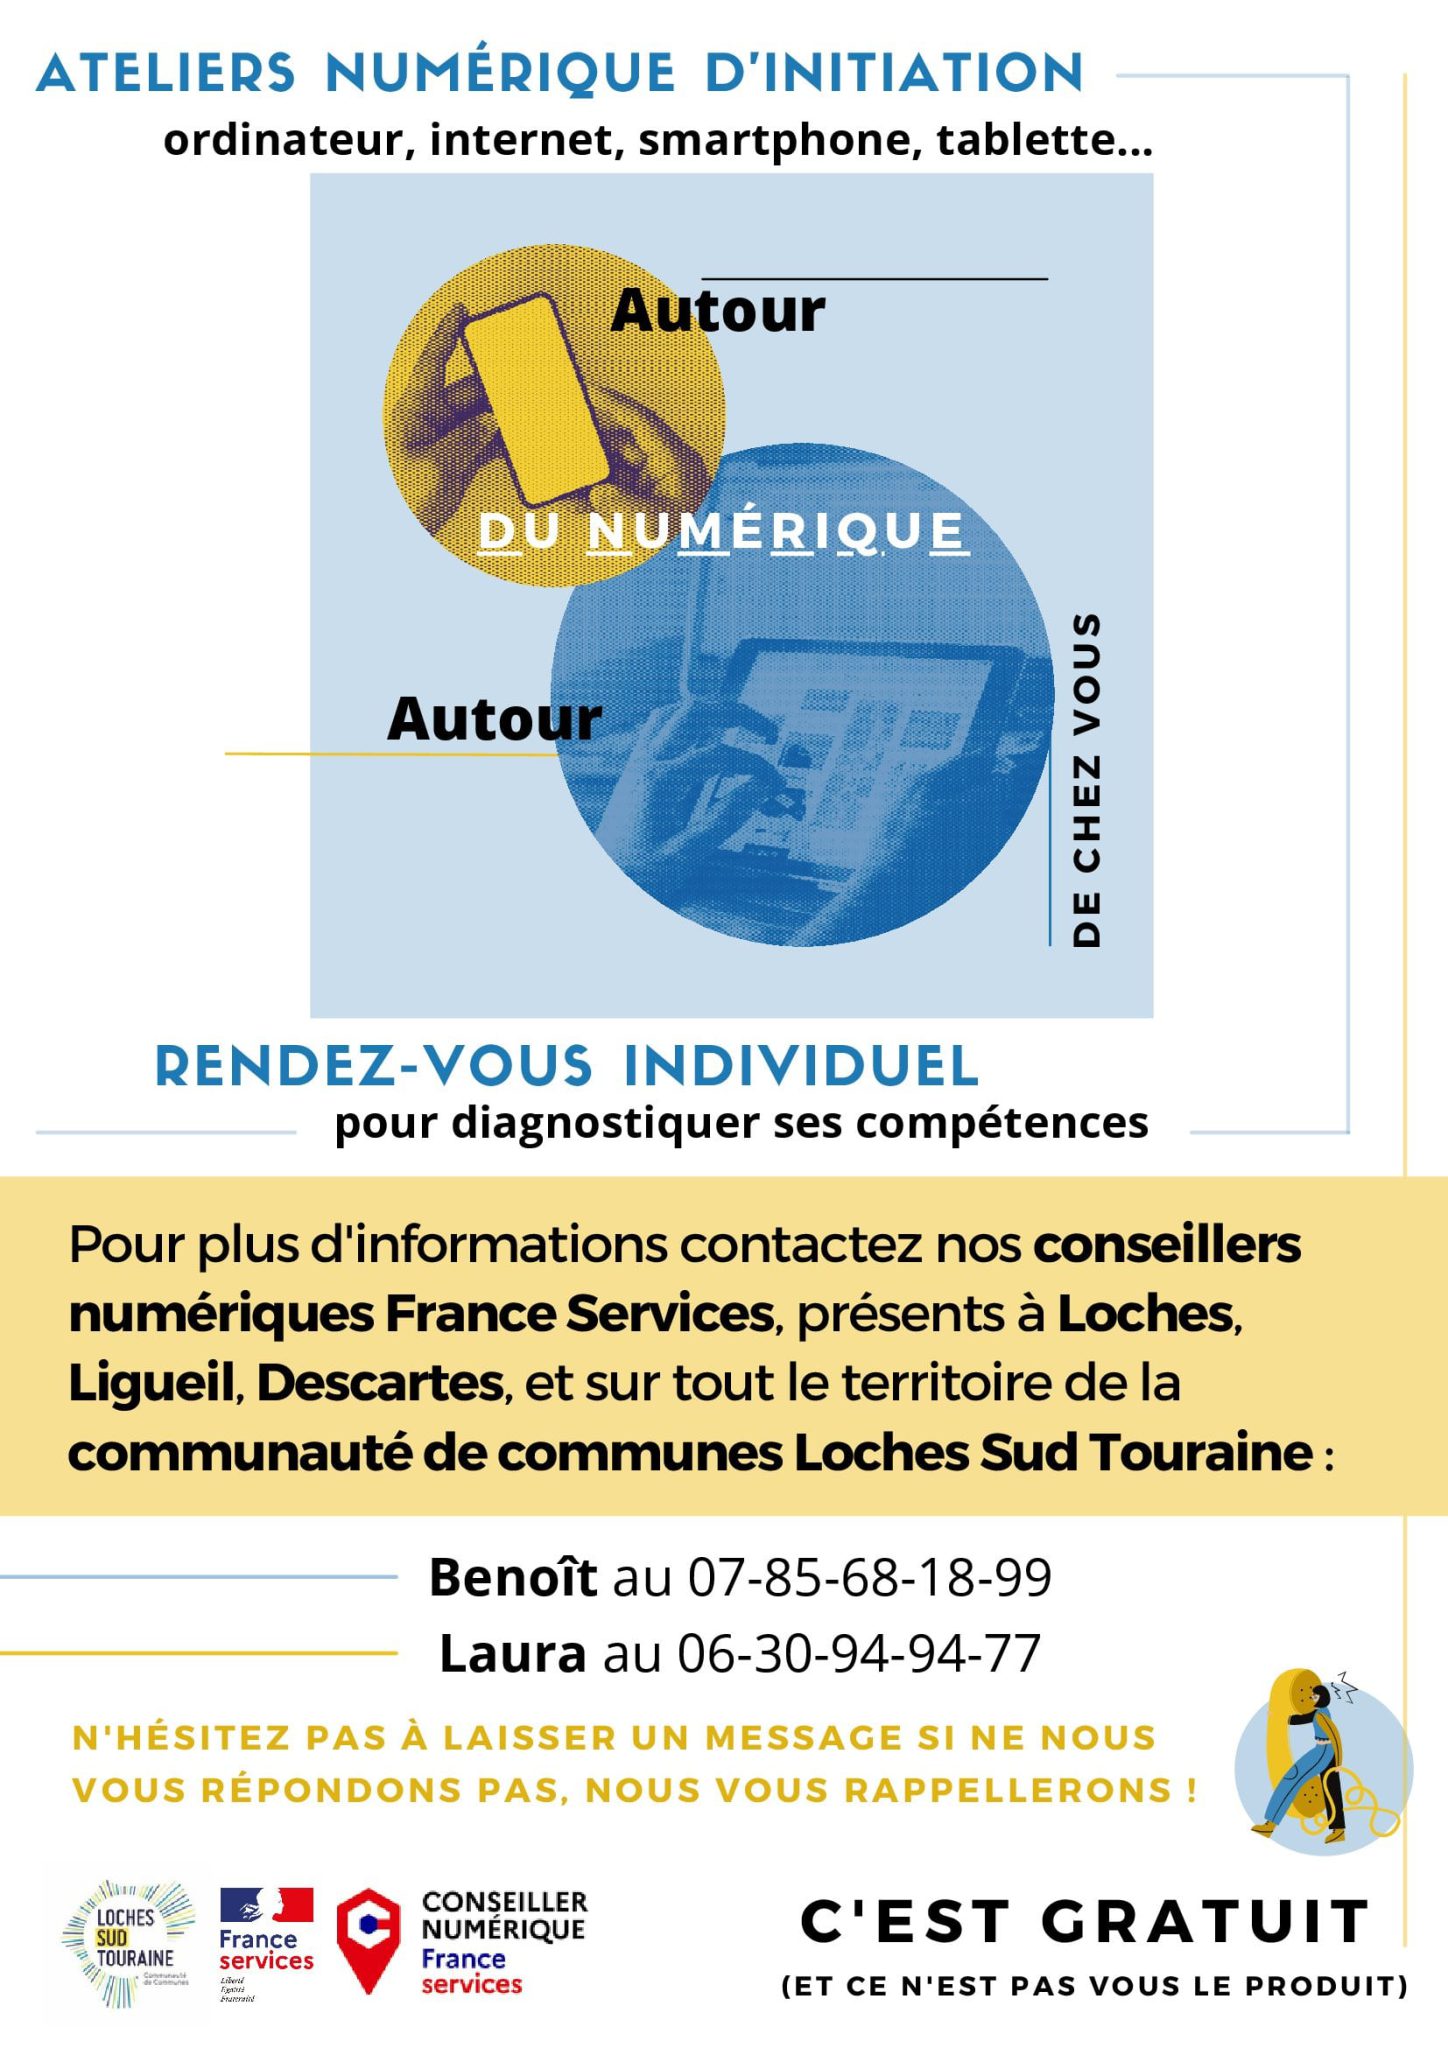 ATELIERS NUMÉRIQUE D'INITIATION
ordinateur, internet, smartphone, tablette...
Autour
DU NUMÉRIQUE
Autour
DE CHEZ VOUS
RENDEZ-VOUS INDIVIDUEL
pour diagnostiquer ses compétences
Pour plus d'informations contactez nos conseillers
numériques France Services, présents à Loches,
Ligueil, Descartes, et sur tout le territoire de la
communauté de communes Loches Sud Touraine :
Benoît au 07-85-68-18-99
Laura au 06-30-94-94-77
N'HÉSITEZ PAS À LAISSER UN MESSAGE SI NE NOUS
VOUS RÉPONDONS PAS, NOUS VOUS RAPPELLERONS !
LOCHES
SUD
TOURAINE
Communauté
de Communes
France
services
Liberté
Égalité
Fraternité
CONSEILLER
NUMÉRIQUE
France
services
C'EST GRATUIT
(ET CE N'EST PAS VOUS LE PRODUIT)